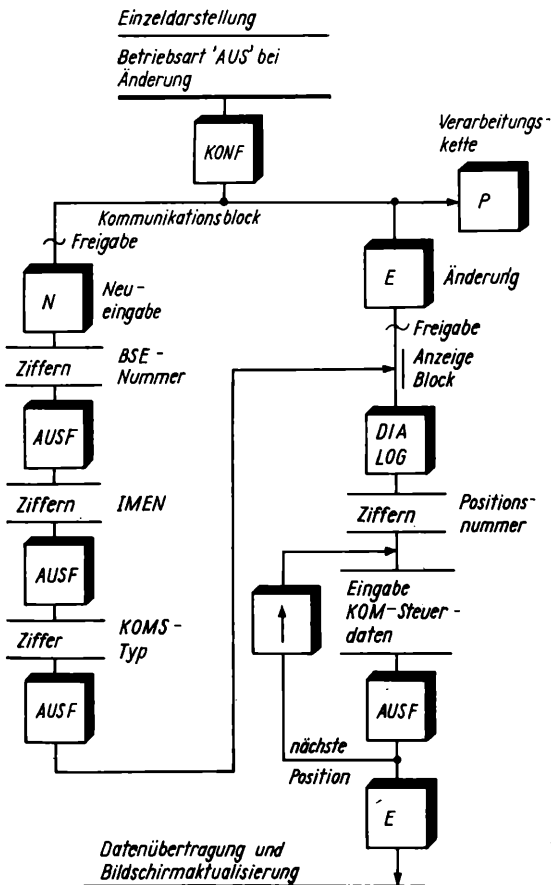 Einzeldarstellung
Betriebsart 'AUS' bei
Änderung
KONF
Verarbeitungs-
kette
P
Kommunikationsblock
Freigabe
N
Neu-
eingabe
Ziffern
BSE-
Nummer
AUSF
Ziffern
IMEN
AUSF
Ziffer
KOMS-
Typ
AUSF
E
Änderung
Freigabe
Anzeige
Block
DIA
LOG
Ziffern
Positions-
nummer
Eingabe
KOM-Steuer-
daten
AUSF
nächste
Position
E
Datenübertragung und
Bildschirmaktualisierung